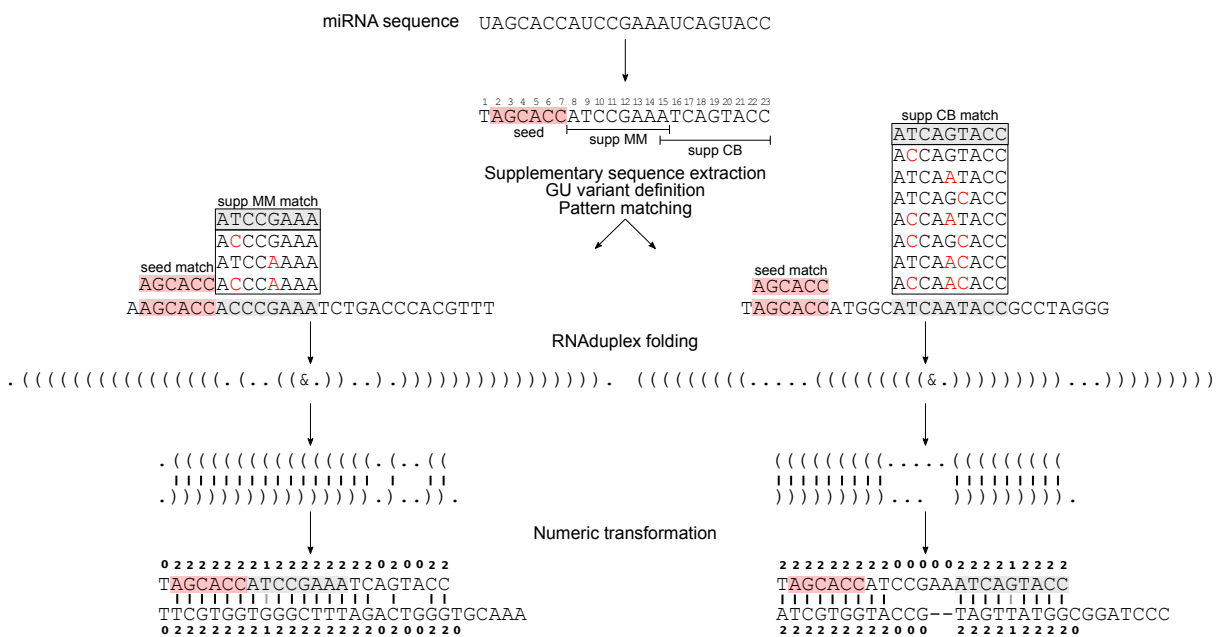 miRNA sequence UAGCACCAUCCGAAAUCAGUACC
1 2 3 4 5 6 7 8 9 10 11 12 13 14 15 16 17 18 19 20 21 22 23
TAGCACCATCCGAAATCAGTACC
seed supp MM supp CB
Supplementary sequence extraction
GU variant definition
Pattern matching
supp MM match
ATCCGAAA
ACCCGAAA
ATCCAAAA
ACCCAAAA
seed match
AGCACC
AAGCACCACCCGAAATCTGACCCACGTTT
supp CB match
ATCAGTACC
ACCAGTACC
ATCAATACC
ATCAGCACC
ACCAATACC
ACCAGCACC
ATCAACACC
ACCAACACC
seed match
AGCACC
TAGCACCATGGCATCAATACCGCCTAGGG
RNAduplex folding
.((((((((((((((((.(..((&.))..).)))))))))))))))).
(((((((((.....(((((((((&.)))))))))...)))))))))
.((((((((((((((((.(..((
.)))))))))))))))).)..)).
(((((((((.....(((((((((
)))))))))... ))))))))).
Numeric transformation
02222222122222222020022
TAGCACCATCCGAAATCAGTACC
TTCGTGGTGGGCTTTAGACTGGGTGCAAA
022222221222222220200220
22222222200000222212222
TAGCACCATCCGAAATCAGTACC
ATCGTGGTACCG--TAGTTATGGCGGATCCC
222222222000 2222122220